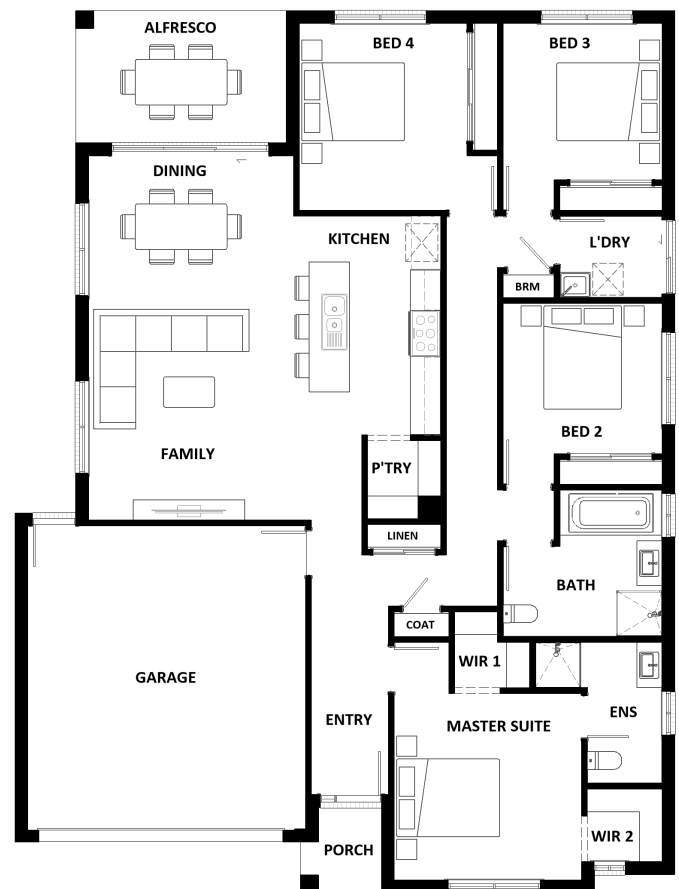 ALFRESCO
BED 4
BED 3
DINING
KITCHEN
L'DRY
BRM
BED 2
FAMILY
P'TRY
LINEN
BATH
COAT
WIR 1
GARAGE
ENTRY
MASTER SUITE
ENS
WIR 2
PORCH